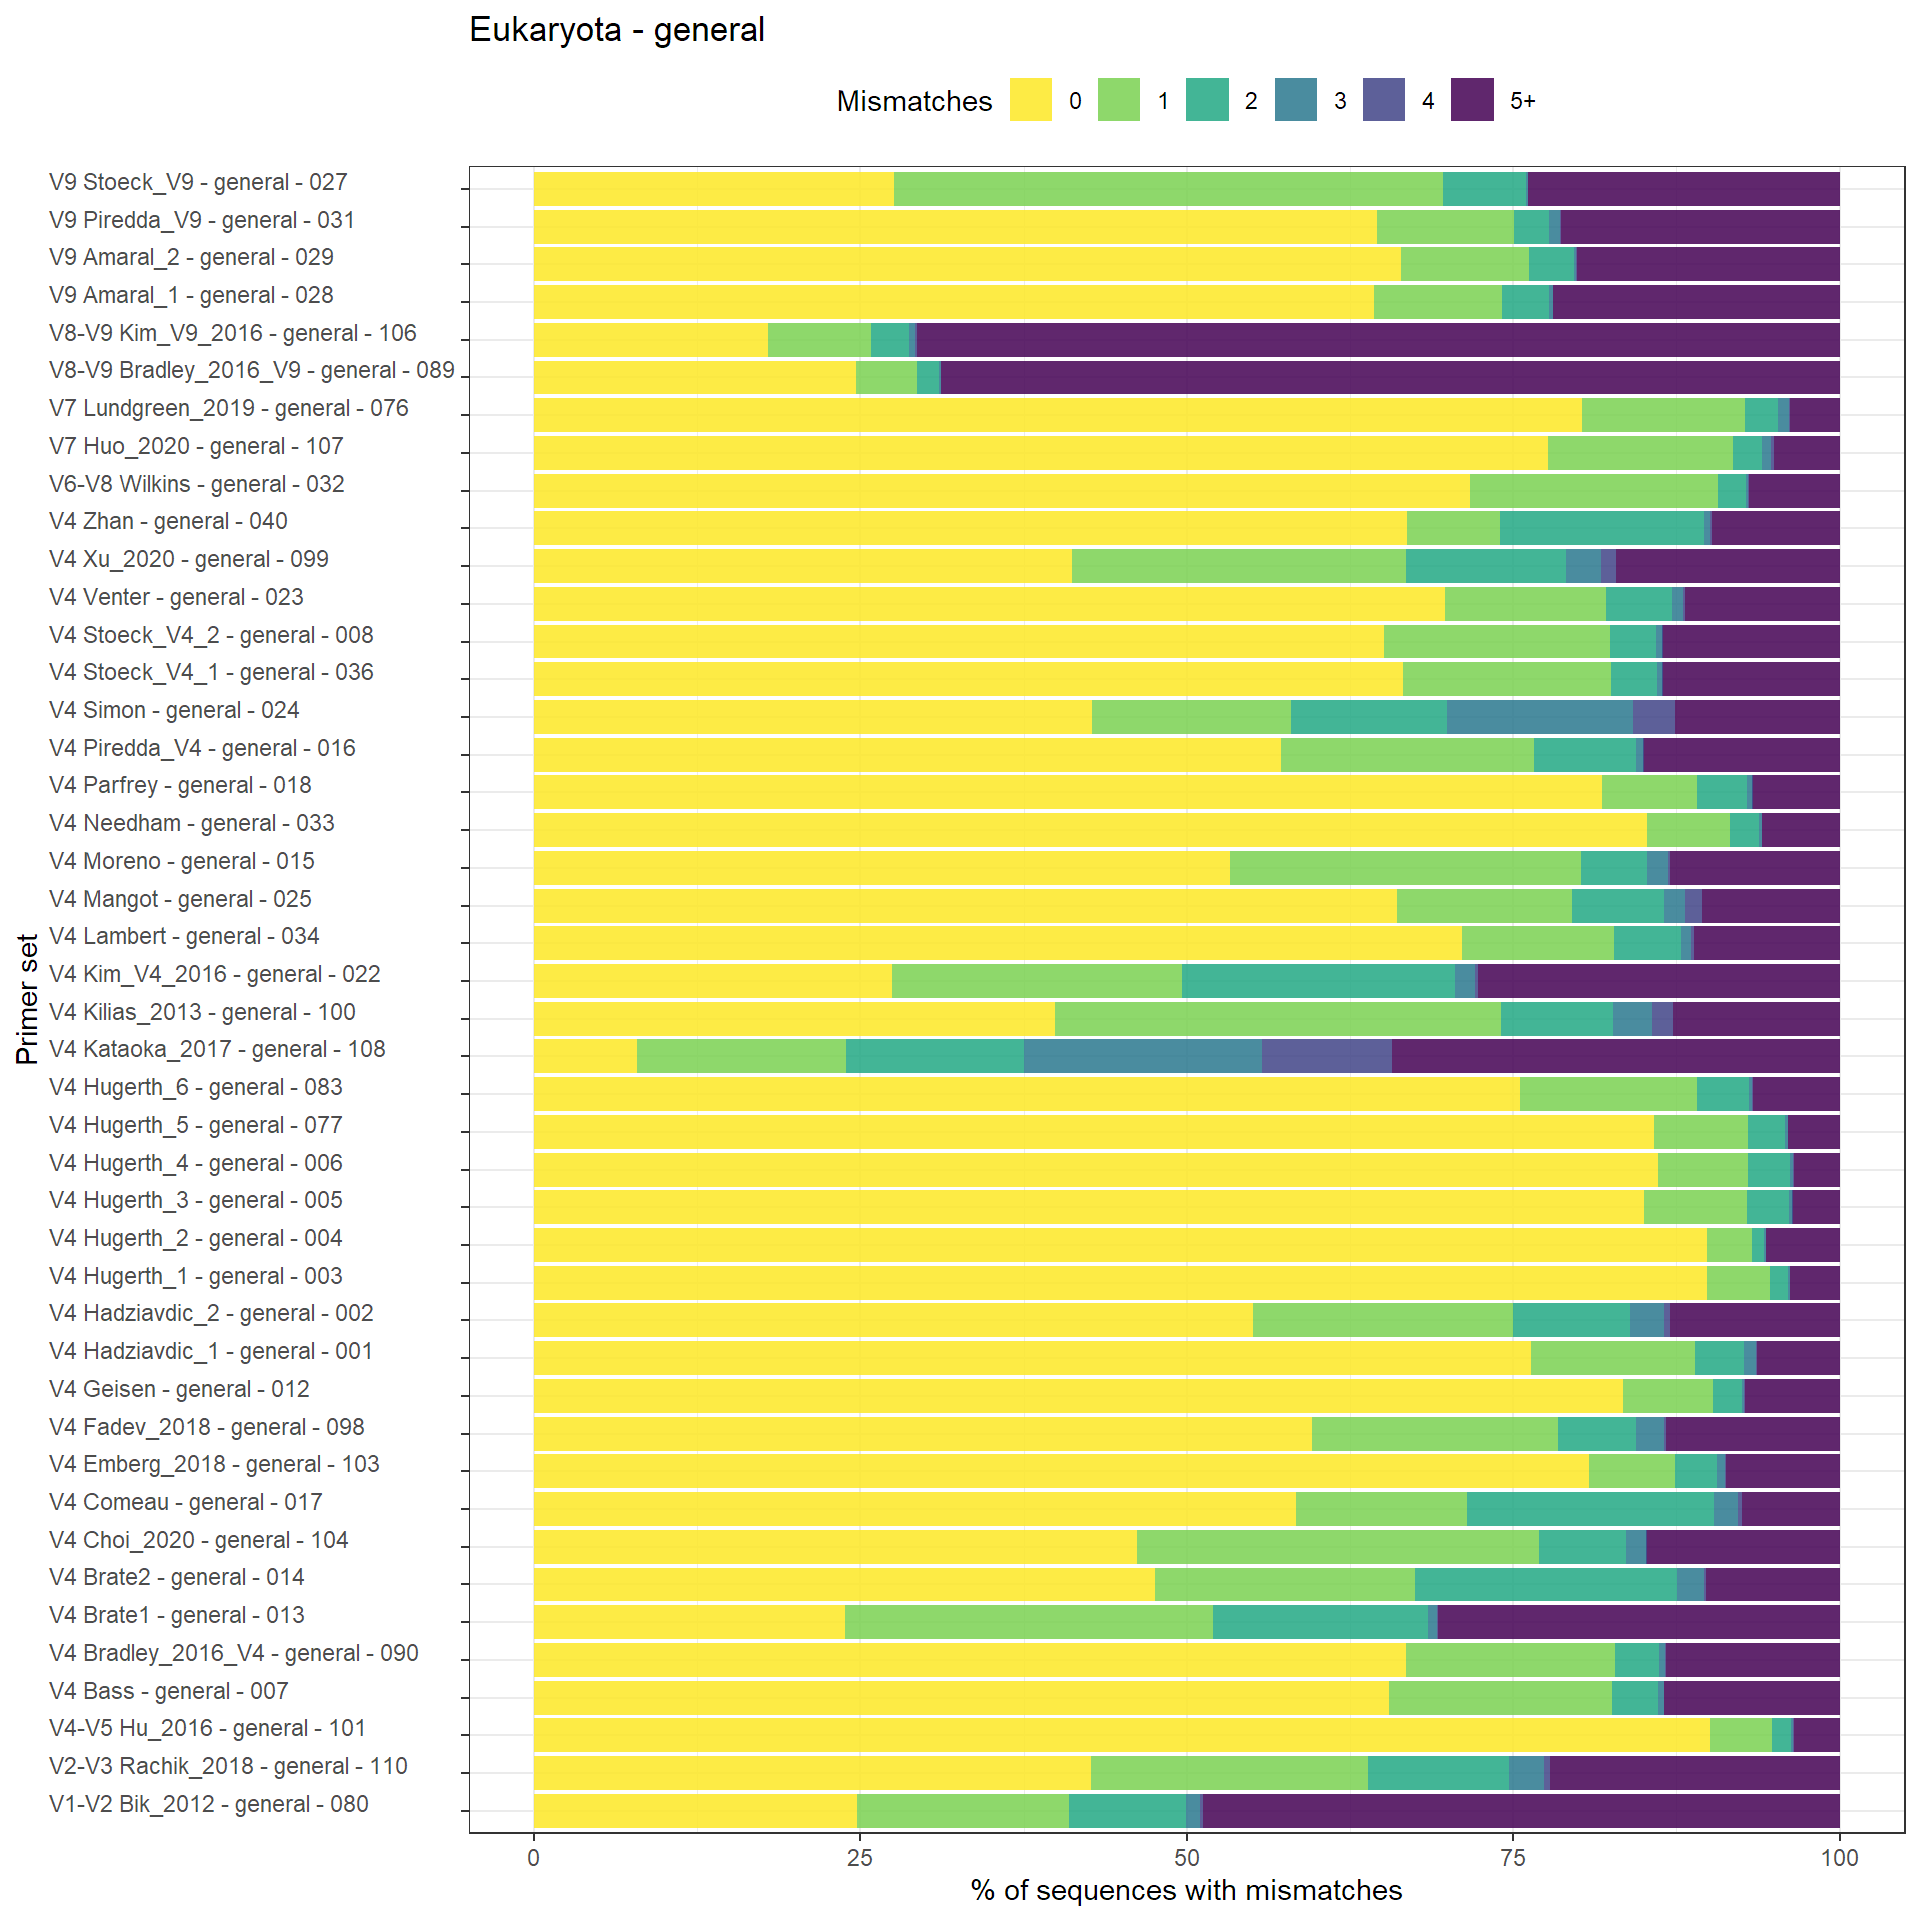 Eukaryota - general
Mismatches 0 1 2 3 4 5+
V9 Stoeck_V9 - general - 027
V9 Piredda_V9 - general - 031
V9 Amaral_2 - general - 029
V9 Amaral_1 - general - 028
V8-V9 Kim_V9_2016 - general - 106
V8-V9 Bradley_2016_V9 - general - 089
V7 Lundgreen_2019 - general - 076
V7 Huo_2020 - general - 107
V6-V8 Wilkins - general - 032
V4 Zhan - general - 040
V4 Xu_2020 - general - 099
V4 Venter - general - 023
V4 Stoeck_V4_2 - general - 008
V4 Stoeck_V4_1 - general - 036
V4 Simon - general - 024
V4 Piredda_V4 - general - 016
V4 Parfrey - general - 018
V4 Needham - general - 033
V4 Moreno - general - 015
V4 Mangot - general - 025
V4 Lambert - general - 034
V4 Kim_V4_2016 - general - 022
V4 Kilias_2013 - general - 100
V4 Kataoka_2017 - general - 108
V4 Hugerth_6 - general - 083
V4 Hugerth_5 - general - 077
V4 Hugerth_4 - general - 006
V4 Hugerth_3 - general - 005
V4 Hugerth_2 - general - 004
V4 Hugerth_1 - general - 003
V4 Hadziavdic_2 - general - 002
V4 Hadziavdic_1 - general - 001
V4 Geisen - general - 012
V4 Fadev_2018 - general - 098
V4 Emberg_2018 - general - 103
V4 Comeau - general - 017
V4 Choi_2020 - general - 104
V4 Brate2 - general - 014
V4 Brate1 - general - 013
V4 Bradley_2016_V4 - general - 090
V4 Bass - general - 007
V4-V5 Hu_2016 - general - 101
V2-V3 Rachik_2018 - general - 110
V1-V2 Bik_2012 - general - 080
Primer set
0 25 50 75 100
% of sequences with mismatches